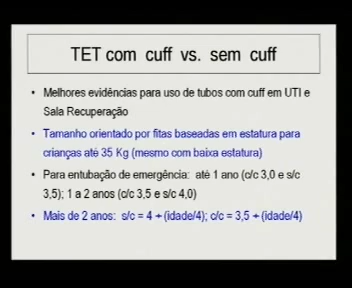 TET com cuff vs. sem cuff
• Melhores evidências para uso de tubos com cuff em UTI e
Sala Recuperação
• Tamanho orientado por fitas baseadas em estatura para
crianças até 35 Kg (mesmo com baixa estatura)
• Para entubação de emergência: até 1 ano (c/c 3,0 e s/c
3,5); 1 a 2 anos (c/c 3,5 e s/c 4,0)
• Mais de 2 anos: s/c = 4 + (idade/4); c/c = 3,5 + (idade/4)